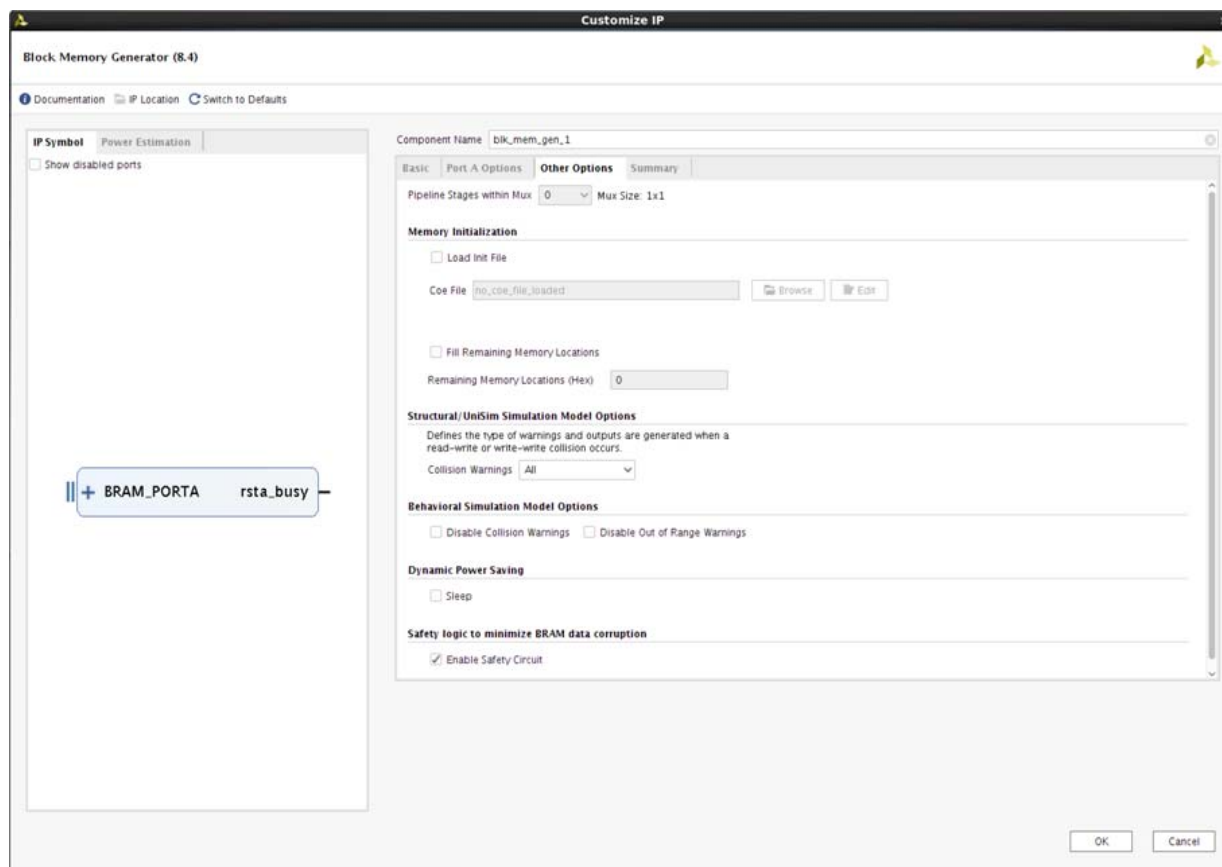 Customize IP
Block Memory Generator (8.4)
Documentation IP Location Switch to Defaults
IP Symbol Power Estimation
Show disabled ports
BRAM_PORTA rsta_busy
Component Name blk_mem_gen_1
Basic Port A Options Other Options Summary
Pipeline Stages within Mux 0 Mux Size: 1x1
Memory Initialization
Load Init File
Coe File no_coe_file_loaded Browse Edit
Fill Remaining Memory Locations
Remaining Memory Locations (Hex) 0
Structural/UniSim Simulation Model Options
Defines the type of warnings and outputs are generated when a
read-write or write-write collision occurs.
Collision Warnings All
Behavioral Simulation Model Options
Disable Collision Warnings Disable Out of Range Warnings
Dynamic Power Saving
Sleep
Safety logic to minimize BRAM data corruption
Enable Safety Circuit
OK Cancel